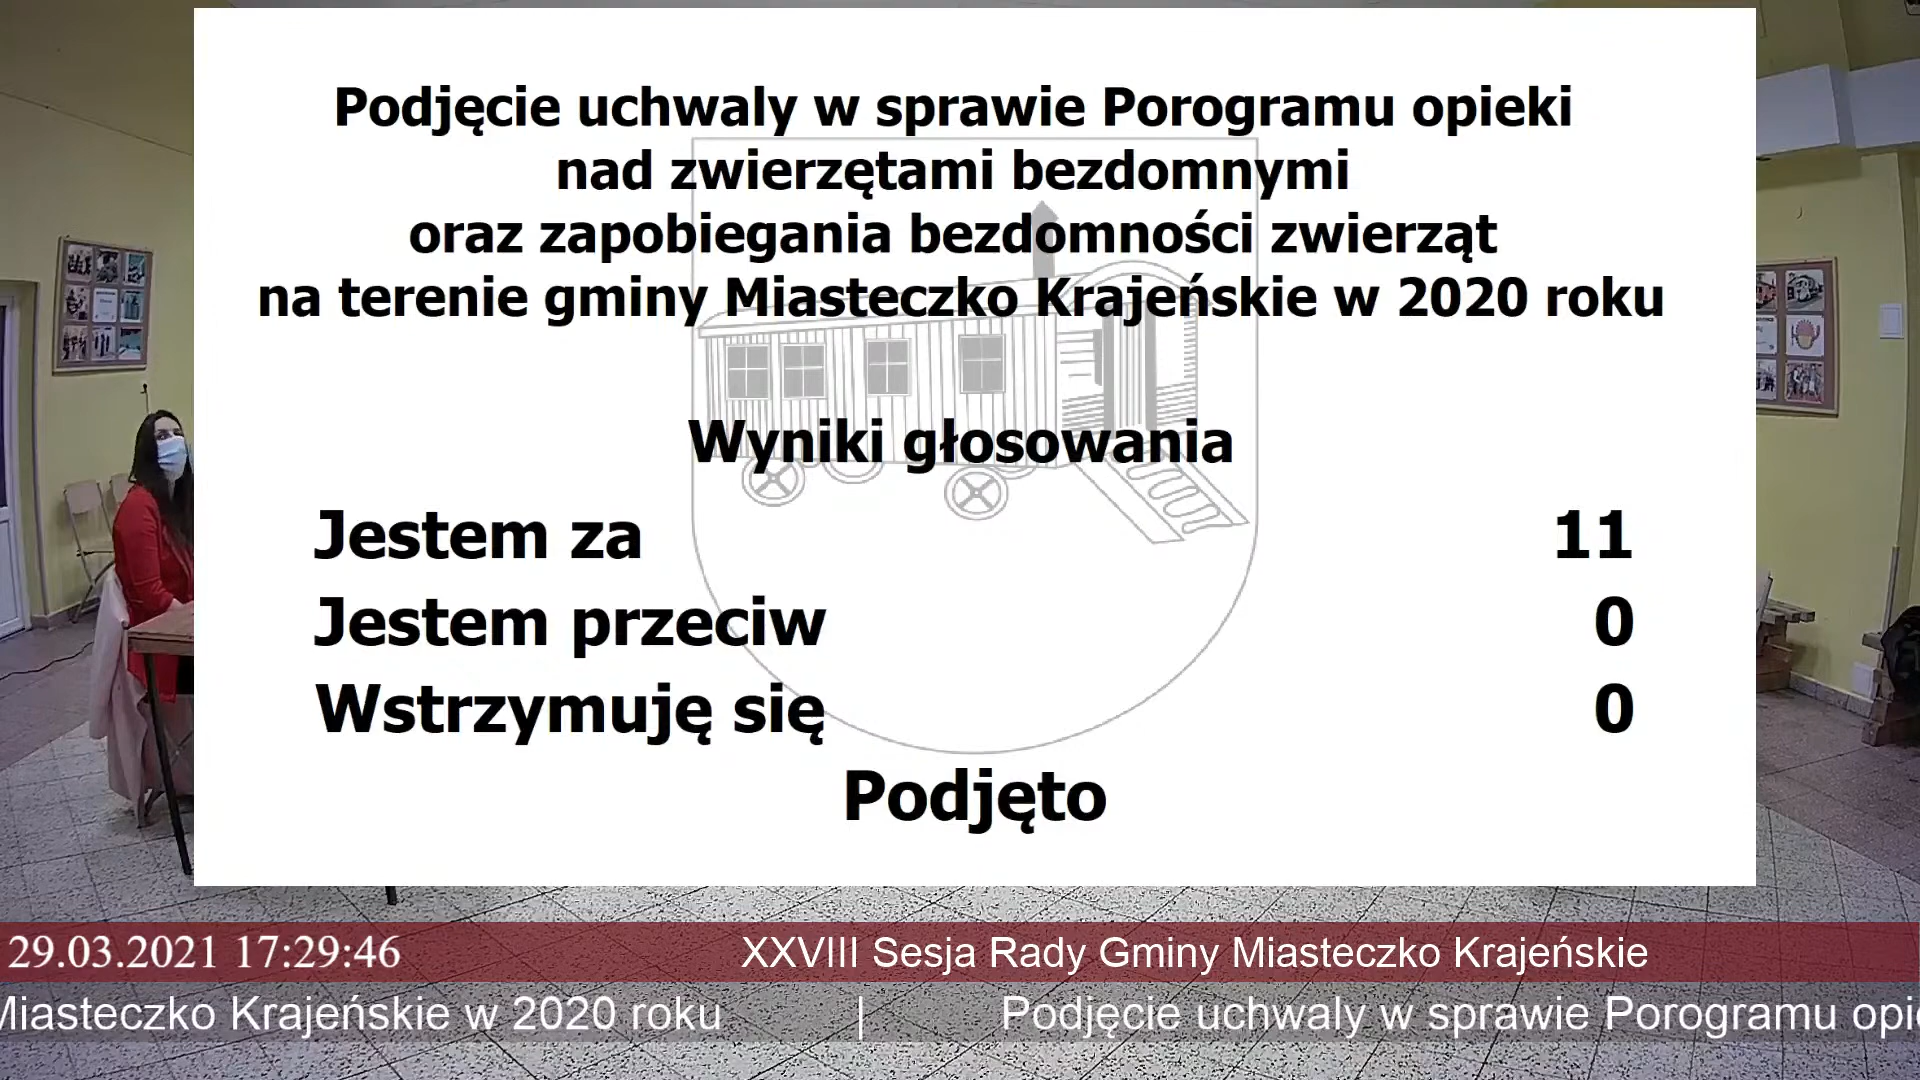 Podjęcie uchwaly w sprawie Porogramu opieki
nad zwierzętami bezdomnymi
oraz zapobiegania bezdomności zwierząt
na terenie gminy Miasteczko Krajeńskie w 2020 roku
Wyniki głosowania
Jestem za 11
Jestem przeciw 0
Wstrzymuję się 0
Podjęto
29.03.2021 17:29:46 XXVIII Sesja Rady Gminy Miasteczko Krajeńskie
Miasteczko Krajeńskie w 2020 roku | Podjęcie uchwaly w sprawie Porogramu opie